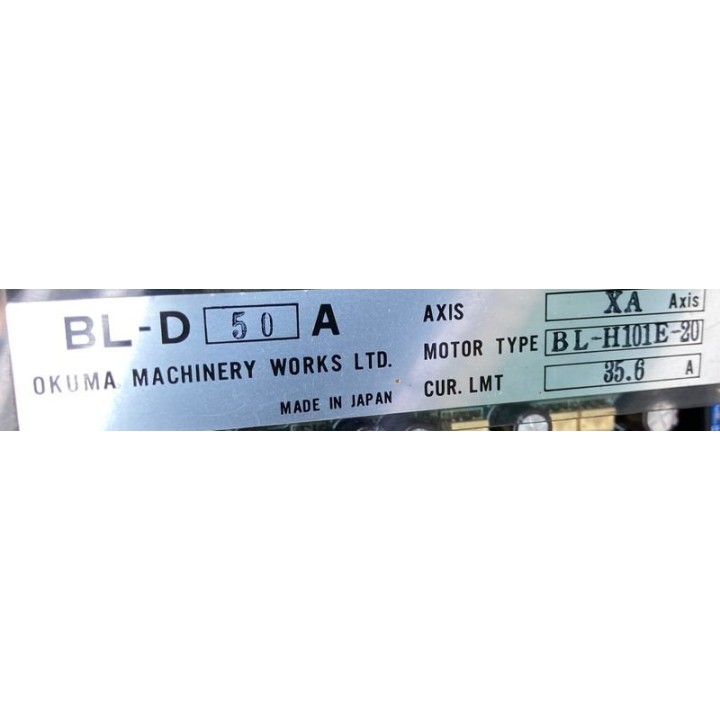 BL-D 50 A
OKUMA MACHINERY WORKS LTD.
MADE IN JAPAN
AXIS XA Axis
MOTOR TYPE BL-H101E-20
CUR. LMT 35.6 A